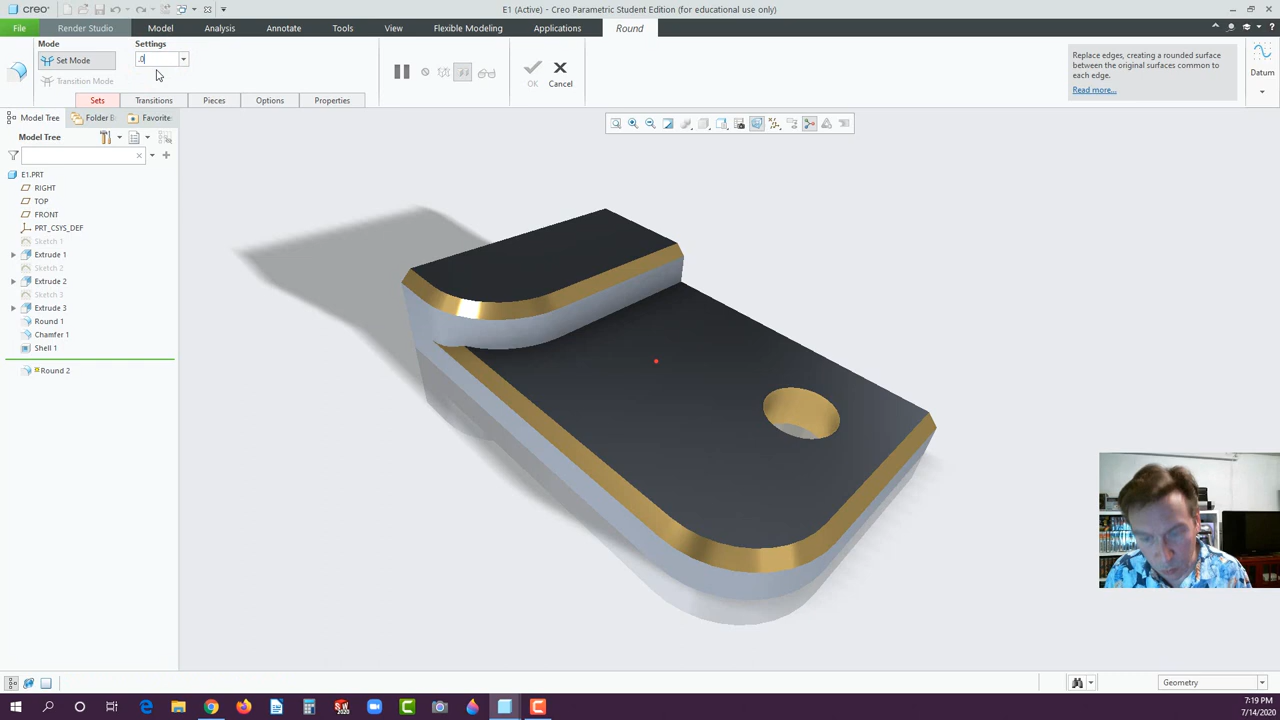 creo
E1 (Active) - Creo Parametric Student Edition (for educational use only)
File Render Studio Model Analysis Annotate Tools View Flexible Modeling Applications Round
Mode Settings
Set Mode .0
Transition Mode
OK Cancel
Replace edges, creating a rounded surface between the original surfaces common to each edge.
Read more...
Datum
Sets Transitions Pieces Options Properties
Model Tree Folder B Favorite
Model Tree
E1.PRT
RIGHT
TOP
FRONT
PRT_CSYS_DEF
Sketch 1
Extrude 1
Sketch 2
Extrude 2
Sketch 3
Extrude 3
Round 1
Chamfer 1
Shell 1
Round 2
Geometry
7:19 PM
7/14/2020